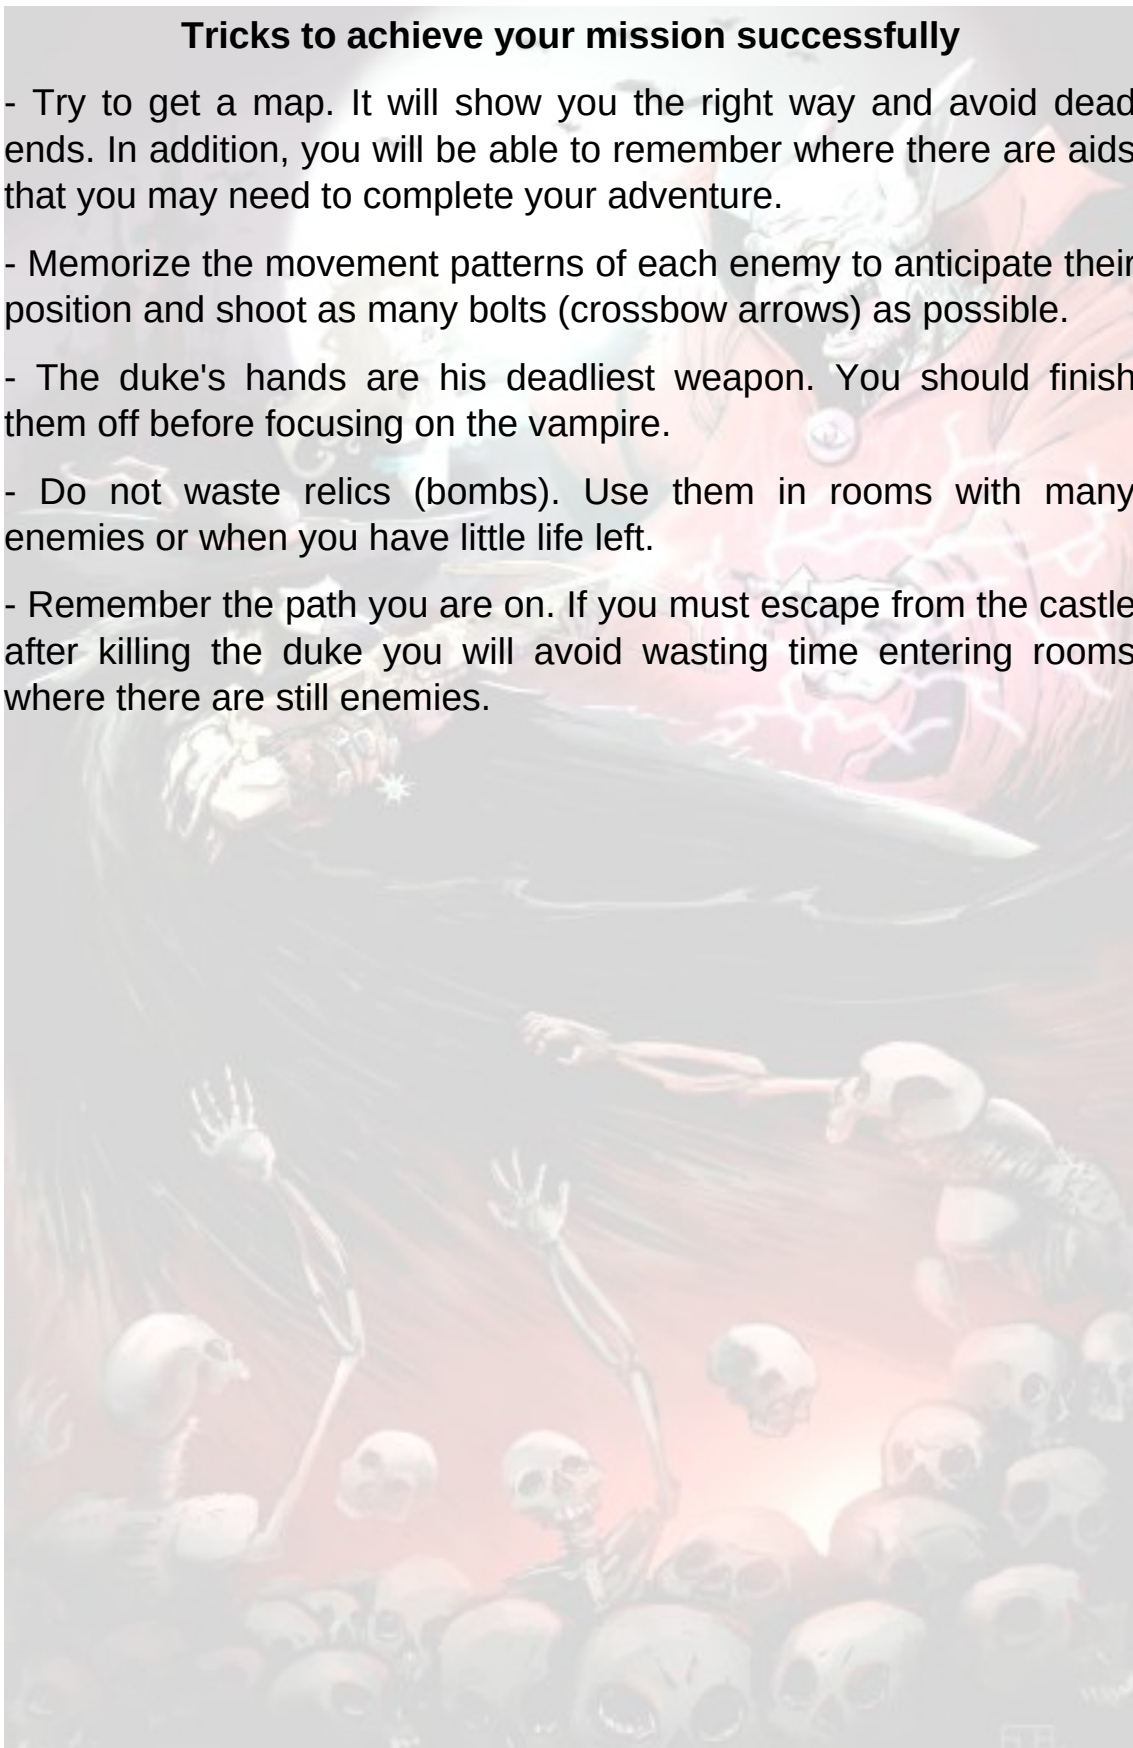 Tricks to achieve your mission successfully
- Try to get a map. It will show you the right way and avoid dead
ends. In addition, you will be able to remember where there are aids
that you may need to complete your adventure.
- Memorize the movement patterns of each enemy to anticipate their
position and shoot as many bolts (crossbow arrows) as possible.
- The duke's hands are his deadliest weapon. You should finish
them off before focusing on the vampire.
- Do not waste relics (bombs). Use them in rooms with many
enemies or when you have little life left.
- Remember the path you are on. If you must escape from the castle
after killing the duke you will avoid wasting time entering rooms
where there are still enemies.